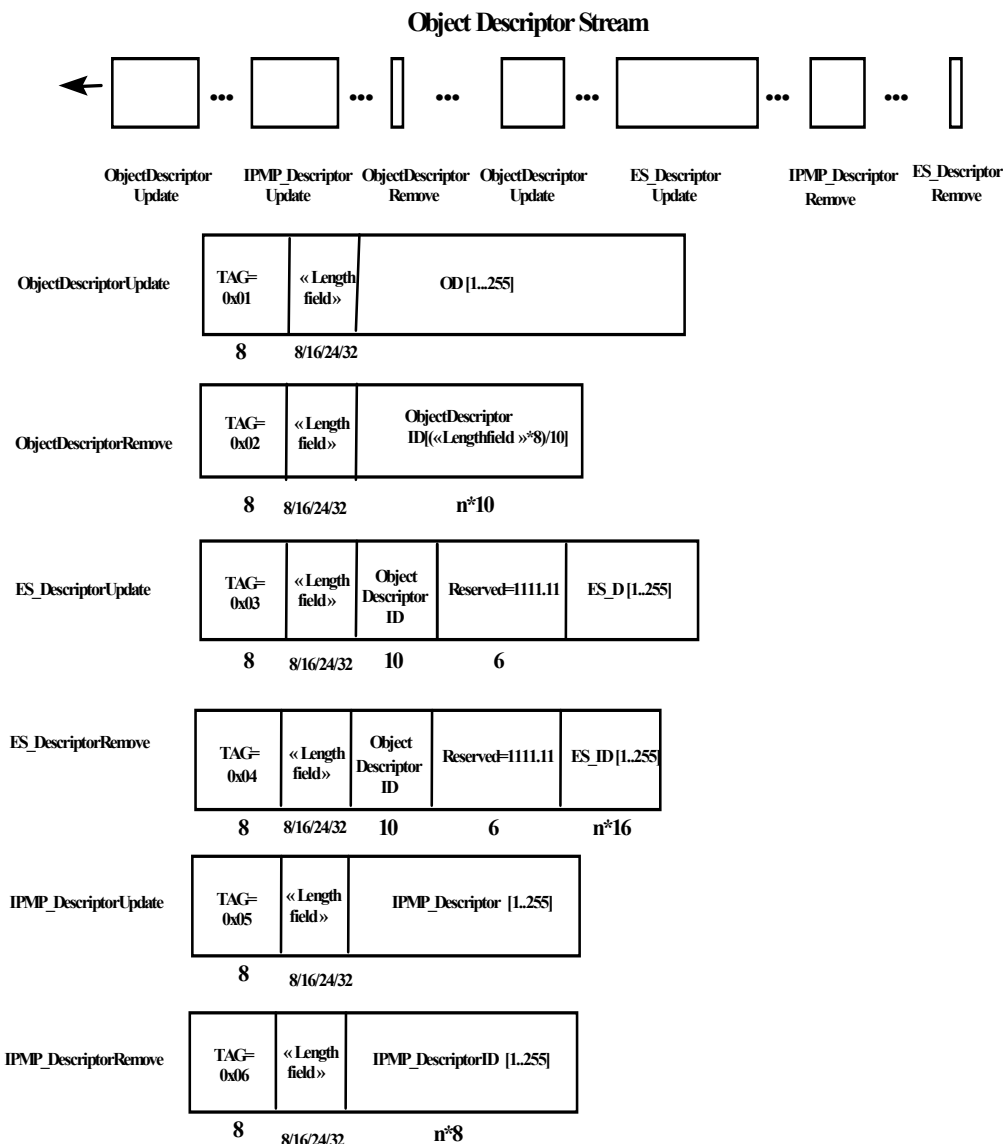 Object Descriptor Stream
••• ••• ••• ••• ••• •••
ObjectDescriptor IPMP_Descriptor ObjectDescriptor ObjectDescriptor ES_Descriptor IPMP_Descriptor ES_Descriptor
Update Update Remove Update Update Remove Remove
ObjectDescriptorUpdate
TAG=
0x01
« Length
field »
OD [1...255]
8 8/16/24/32
ObjectDescriptorRemove
TAG=
0x02
« Length
field »
ObjectDescriptor
ID[(«Lengthfield »*8)/10]
8 8/16/24/32 n*10
ES_DescriptorUpdate
TAG=
0x03
« Length
field »
Object
Descriptor
ID
Reserved=1111.11
ES_D [1..255]
8 8/16/24/32 10 6
ES_DescriptorRemove
TAG=
0x04
« Length
field »
Object
Descriptor
ID
Reserved=1111.11
ES_ID [1..255]
8 8/16/24/32 10 6 n*16
IPMP_DescriptorUpdate
TAG=
0x05
« Length
field »
IPMP_Descriptor [1..255]
8 8/16/24/32
IPMP_DescriptorRemove
TAG=
0x06
« Length
field »
IPMP_DescriptorID [1..255]
8 8/16/24/32 n*8